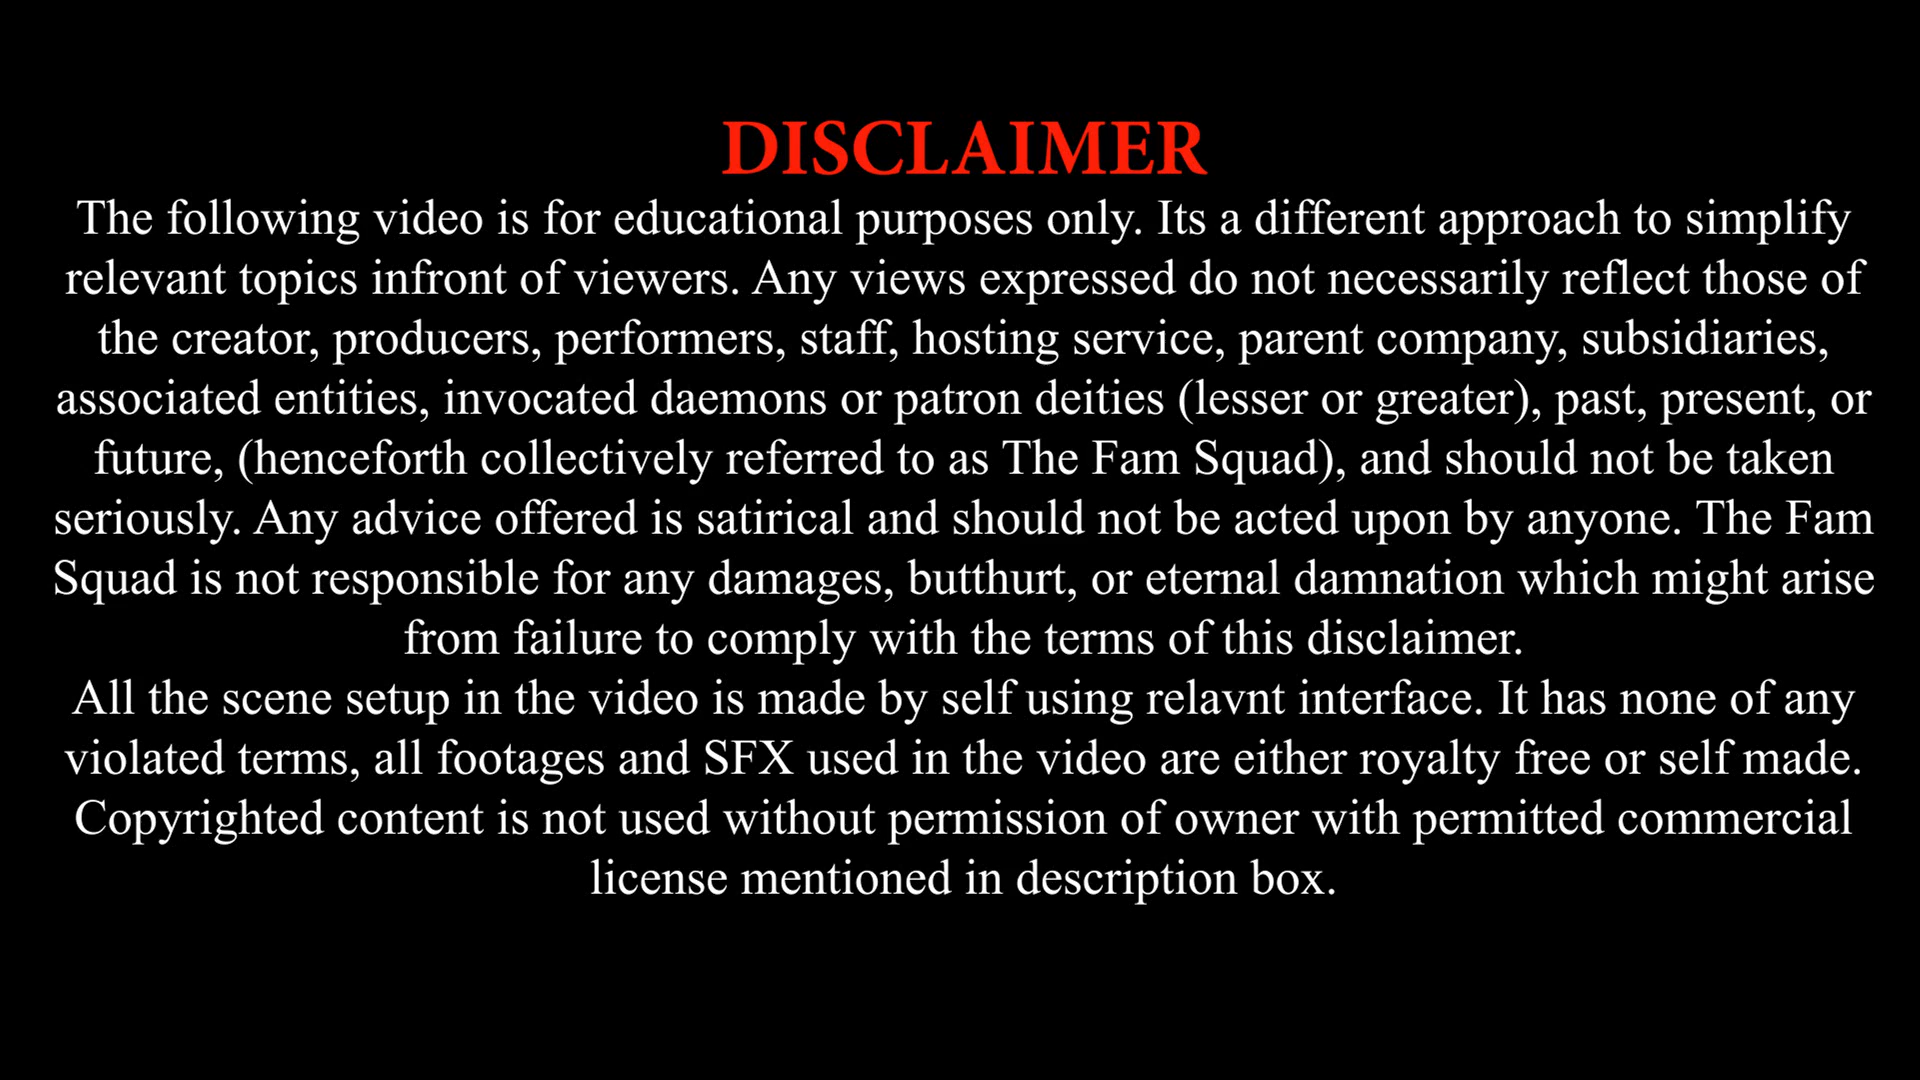 DISCLAIMER
The following video is for educational purposes only. Its a different approach to simplify
relevant topics infront of viewers. Any views expressed do not necessarily reflect those of
the creator, producers, performers, staff, hosting service, parent company, subsidiaries,
associated entities, invocated daemons or patron deities (lesser or greater), past, present, or
future, (henceforth collectively referred to as The Fam Squad), and should not be taken
seriously. Any advice offered is satirical and should not be acted upon by anyone. The Fam
Squad is not responsible for any damages, butthurt, or eternal damnation which might arise
from failure to comply with the terms of this disclaimer.
All the scene setup in the video is made by self using relavnt interface. It has none of any
violated terms, all footages and SFX used in the video are either royalty free or self made.
Copyrighted content is not used without permission of owner with permitted commercial
license mentioned in description box.